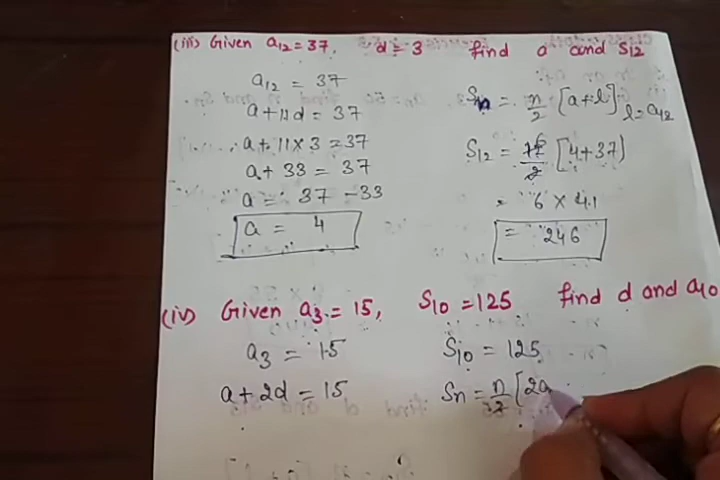 (iii) Given a₁₂ = 37, d = 3 find a and S₁₂
a₁₂ = 37
a + 11d = 37
a + 11 × 3 = 37
a + 33 = 37
a = 37 - 33
a = 4
Sₙ = n/2 [a + l] l = a₁₂
S₁₂ = 12/2 6 [4 + 37)
= 6 × 41
= 246
(iv) Given a₃ = 15, S₁₀ = 125 find d and a₁₀
a₃ = 15
a + 2d = 15
S₁₀ = 125
Sₙ = n/2 [2a